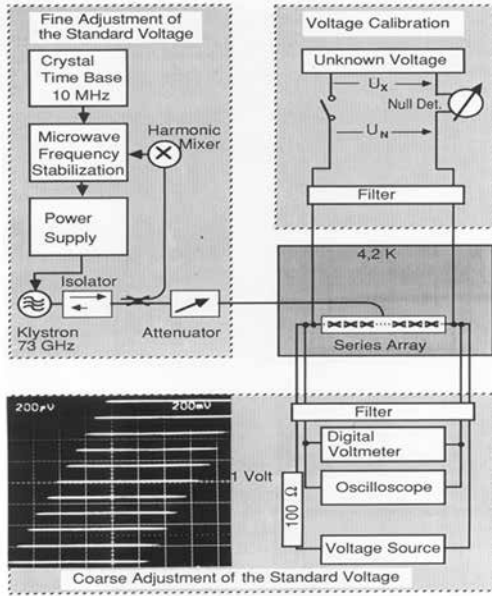 Fine Adjustment of
the Standard Voltage
Crystal
Time Base
10 MHz
Harmonic
Mixer
Microwave
Frequency
Stabilization
Power
Supply
Isolator
Klystron
73 GHz
Attenuator
Voltage Calibration
Unknown Voltage
UX
Null Det.
UN
Filter
4,2 K
Series Array
Filter
Digital
Voltmeter
Oscilloscope
100 Ω
Voltage Source
200µV
200mV
1 Volt
Coarse Adjustment of the Standard Voltage